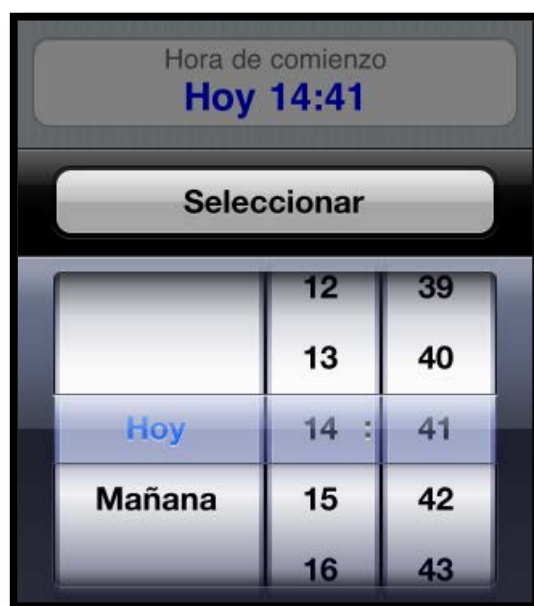 Hora de comienzo
Hoy 14:41
Seleccionar
12 39
13 40
Hoy 14 : 41
Mañana 15 42
16 43